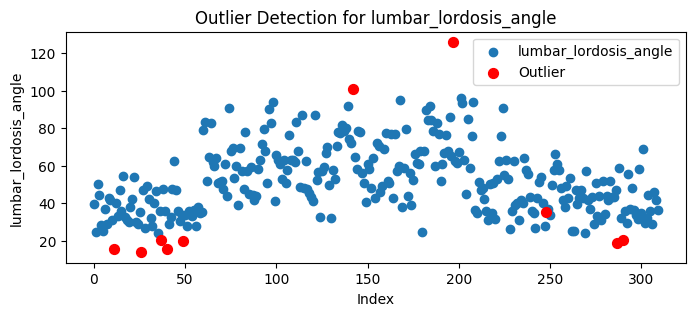 Outlier Detection for lumbar_lordosis_angle
lumbar_lordosis_angle
Outlier
lumbar_lordosis_angle
120
100
80
60
40
20
0
50
100
150
200
250
300
Index